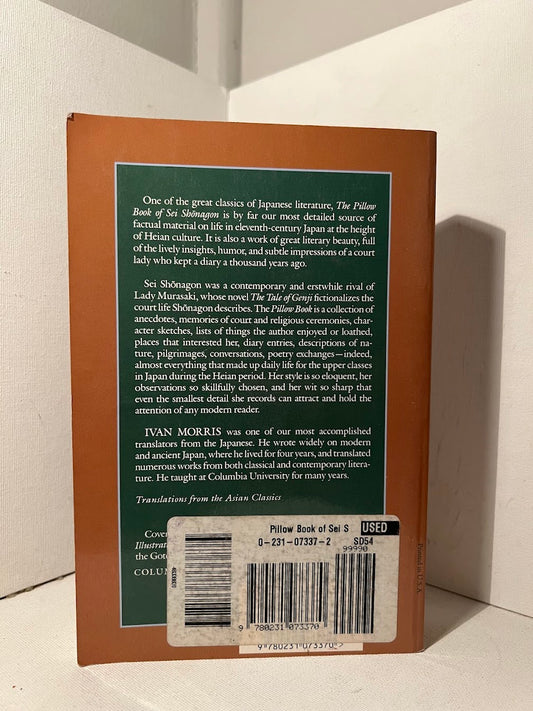 One of the great classics of Japanese literature, The Pillow
Book of Sei Shōnagon is by far our most detailed source of
factual material on life in eleventh-century Japan at the height
of Heian culture. It is also a work of great literary beauty, full
of the lively insights, humor, and subtle impressions of a court
lady who kept a diary a thousand years ago.
Sei Shōnagon was a contemporary and erstwhile rival of
Lady Murasaki, whose novel The Tale of Genji fictionalizes the
court life Shōnagon describes. The Pillow Book is a collection of
anecdotes, memories of court and religious ceremonies, char-
acter sketches, lists of things the author enjoyed or loathed,
places that interested her, diary entries, descriptions of na-
ture, pilgrimages, conversations, poetry exchanges—indeed,
almost everything that made up daily life for the upper classes
in Japan during the Heian period. Her style is so eloquent, her
observations so skillfully chosen, and her wit so sharp that
even the smallest detail she records can attract and hold the
attention of any modern reader.
IVAN MORRIS was one of our most accomplished
translators from the Japanese. He wrote widely on modern
and ancient Japan, where he lived for four years, and translated
numerous works from both classical and contemporary litera-
ture. He taught at Columbia University for many years.
Translations from the Asian Classics
Cover
Illustrat
the Goto
COLUM
Pillow Book of Sei S USED
0-231-07337-2 SD54
99990
9 780231 073370
9 780231 073370 >
Printed in U.S.A.